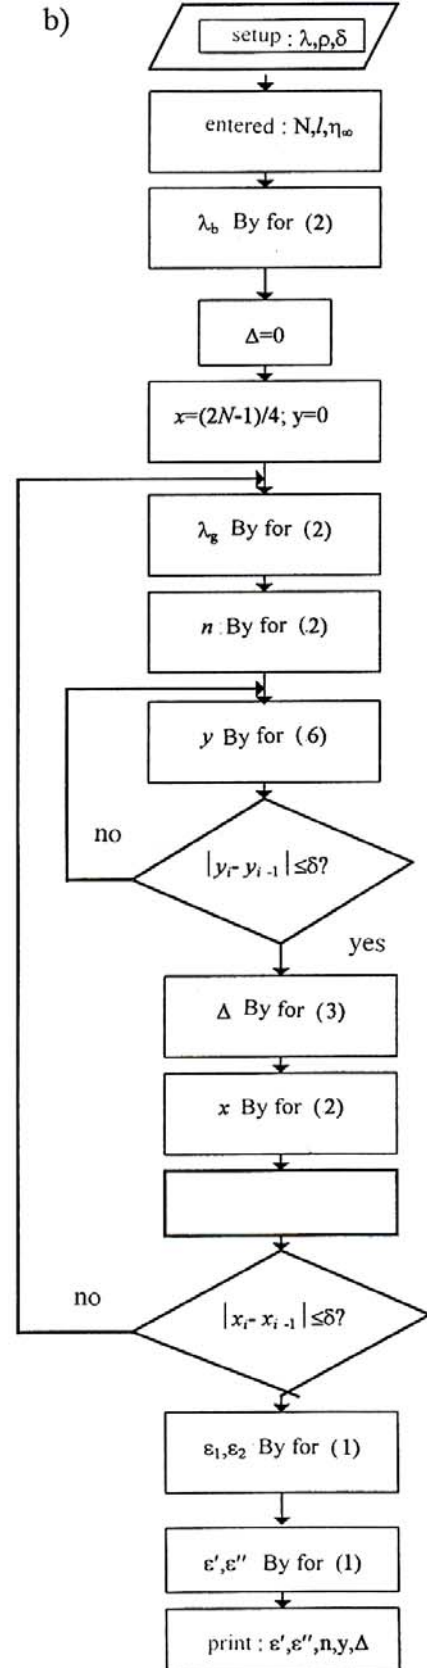 b)
setup : λ,ρ,δ
entered : N,l,η∞
λb By for (2)
Δ=0
x=(2N-1)/4; y=0
λg By for (2)
n : By for (.2)
y By for (.6)
no
|yi- yi -1| ≤δ?
yes
Δ By for (3)
x By for (2)
no
|xi- xi -1| ≤δ?
ε1,ε2 By for (1)
ε′,ε″ By for (1)
print : ε′,ε″,n,y,Δ